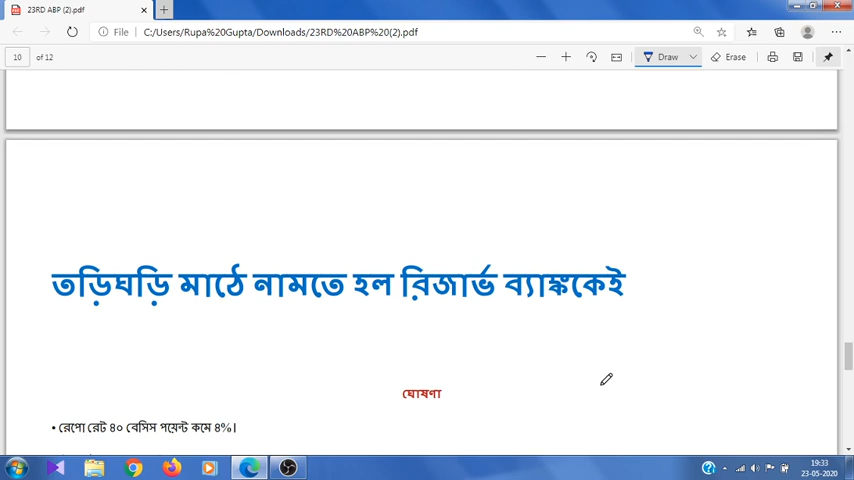 23RD ABP (2).pdf
File
C:/Users/Rupa%20Gupta/Downloads/23RD%20ABP%20(2).pdf
10 of 12
Draw
Erase
তড়িঘড়ি মাঠে নামতে হল রিজার্ভ ব্যাঙ্ককেই
ঘোষণা
• রেপো রেট ৪০ বেসিস পয়েন্ট কমে ৪%।
19:33
23-05-2020